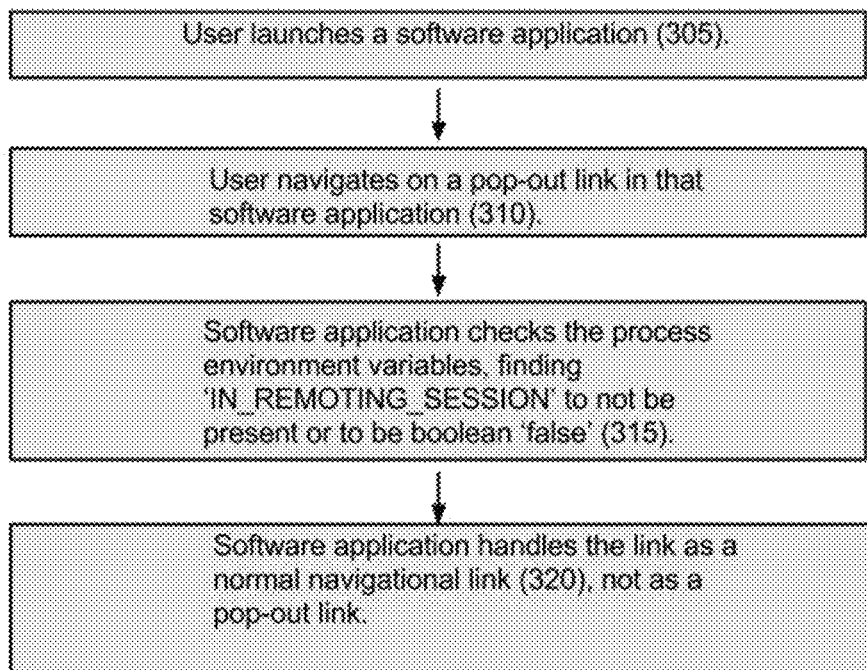 User launches a software application (305).
User navigates on a pop-out link in that
software application (310).
Software application checks the process
environment variables, finding
‘IN_REMOTING_SESSION’ to not be
present or to be boolean ‘false’ (315).
Software application handles the link as a
normal navigational link (320), not as a
pop-out link.